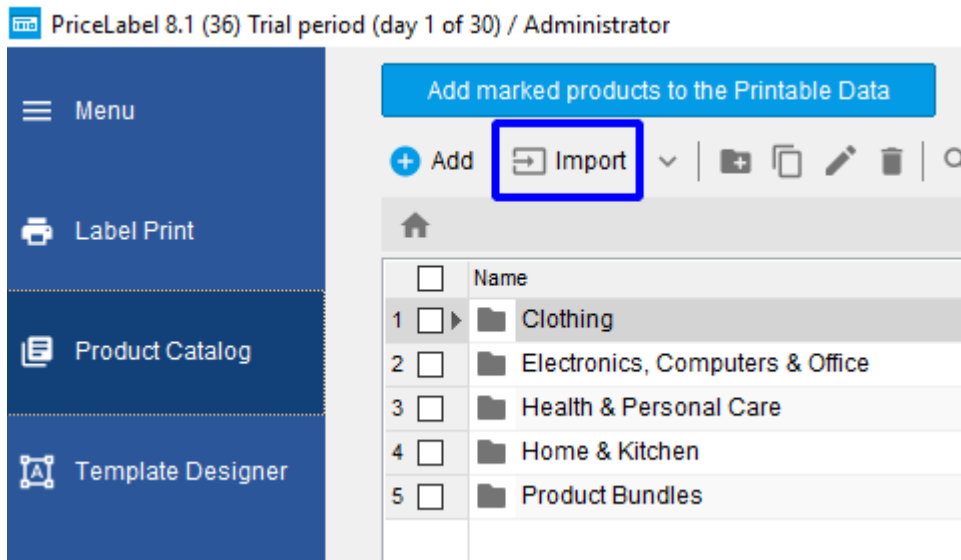 PriceLabel 8.1 (36) Trial period (day 1 of 30) / Administrator
Menu
Label Print
Product Catalog
Template Designer
Add marked products to the Printable Data
Add Import
Name
1 Clothing
2 Electronics, Computers & Office
3 Health & Personal Care
4 Home & Kitchen
5 Product Bundles